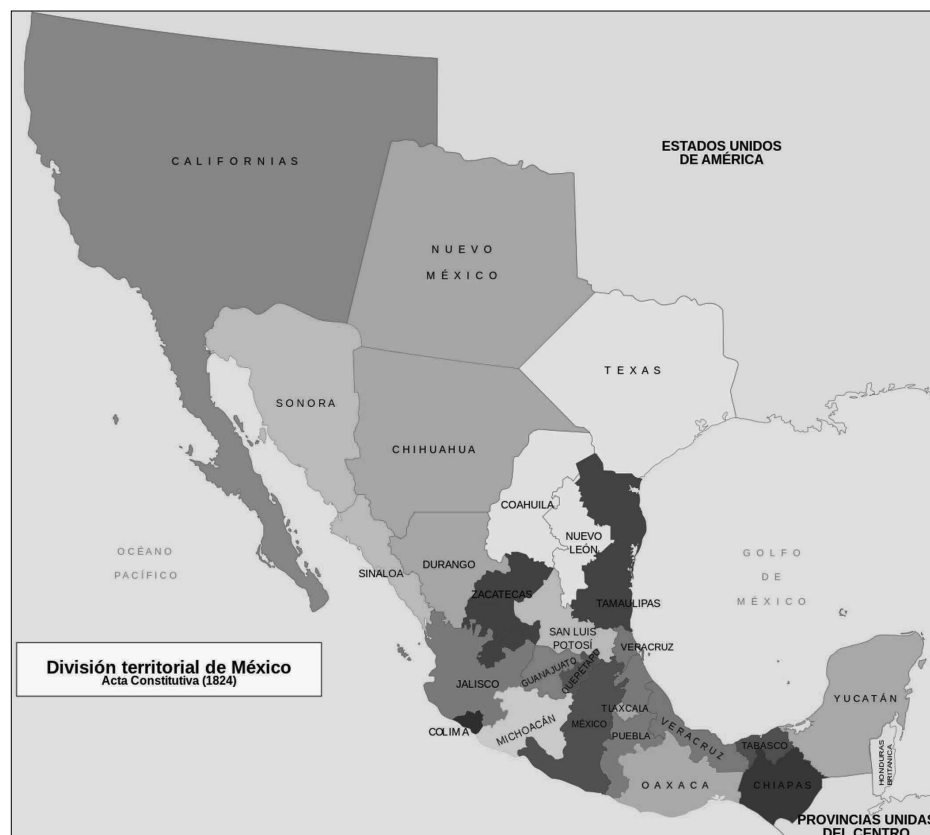 CALIFORNIAS
ESTADOS UNIDOS
DE AMÉRICA
NUEVO
MÉXICO
TEXAS
SONORA
CHIHUAHUA
COAHUILA
NUEVO
LEÓN
OCÉANO
PACÍFICO
GOLFO
DE
MÉXICO
DURANGO
SINALOA
ZACATECAS
TAMAULIPAS
SAN LUIS
POTOSÍ
VERACRUZ
División territorial de México
Acta Constitutiva (1824)
GUANAJUATO
QUERÉTARO
JALISCO
YUCATÁN
TLAXCALA
COLIMA
MICHOACÁN
MÉXICO
PUEBLA
VERACRUZ
TABASCO
HONDURAS
BRITANICA
OAXACA
CHIAPAS
PROVINCIAS UNIDAS
DEL CENTRO